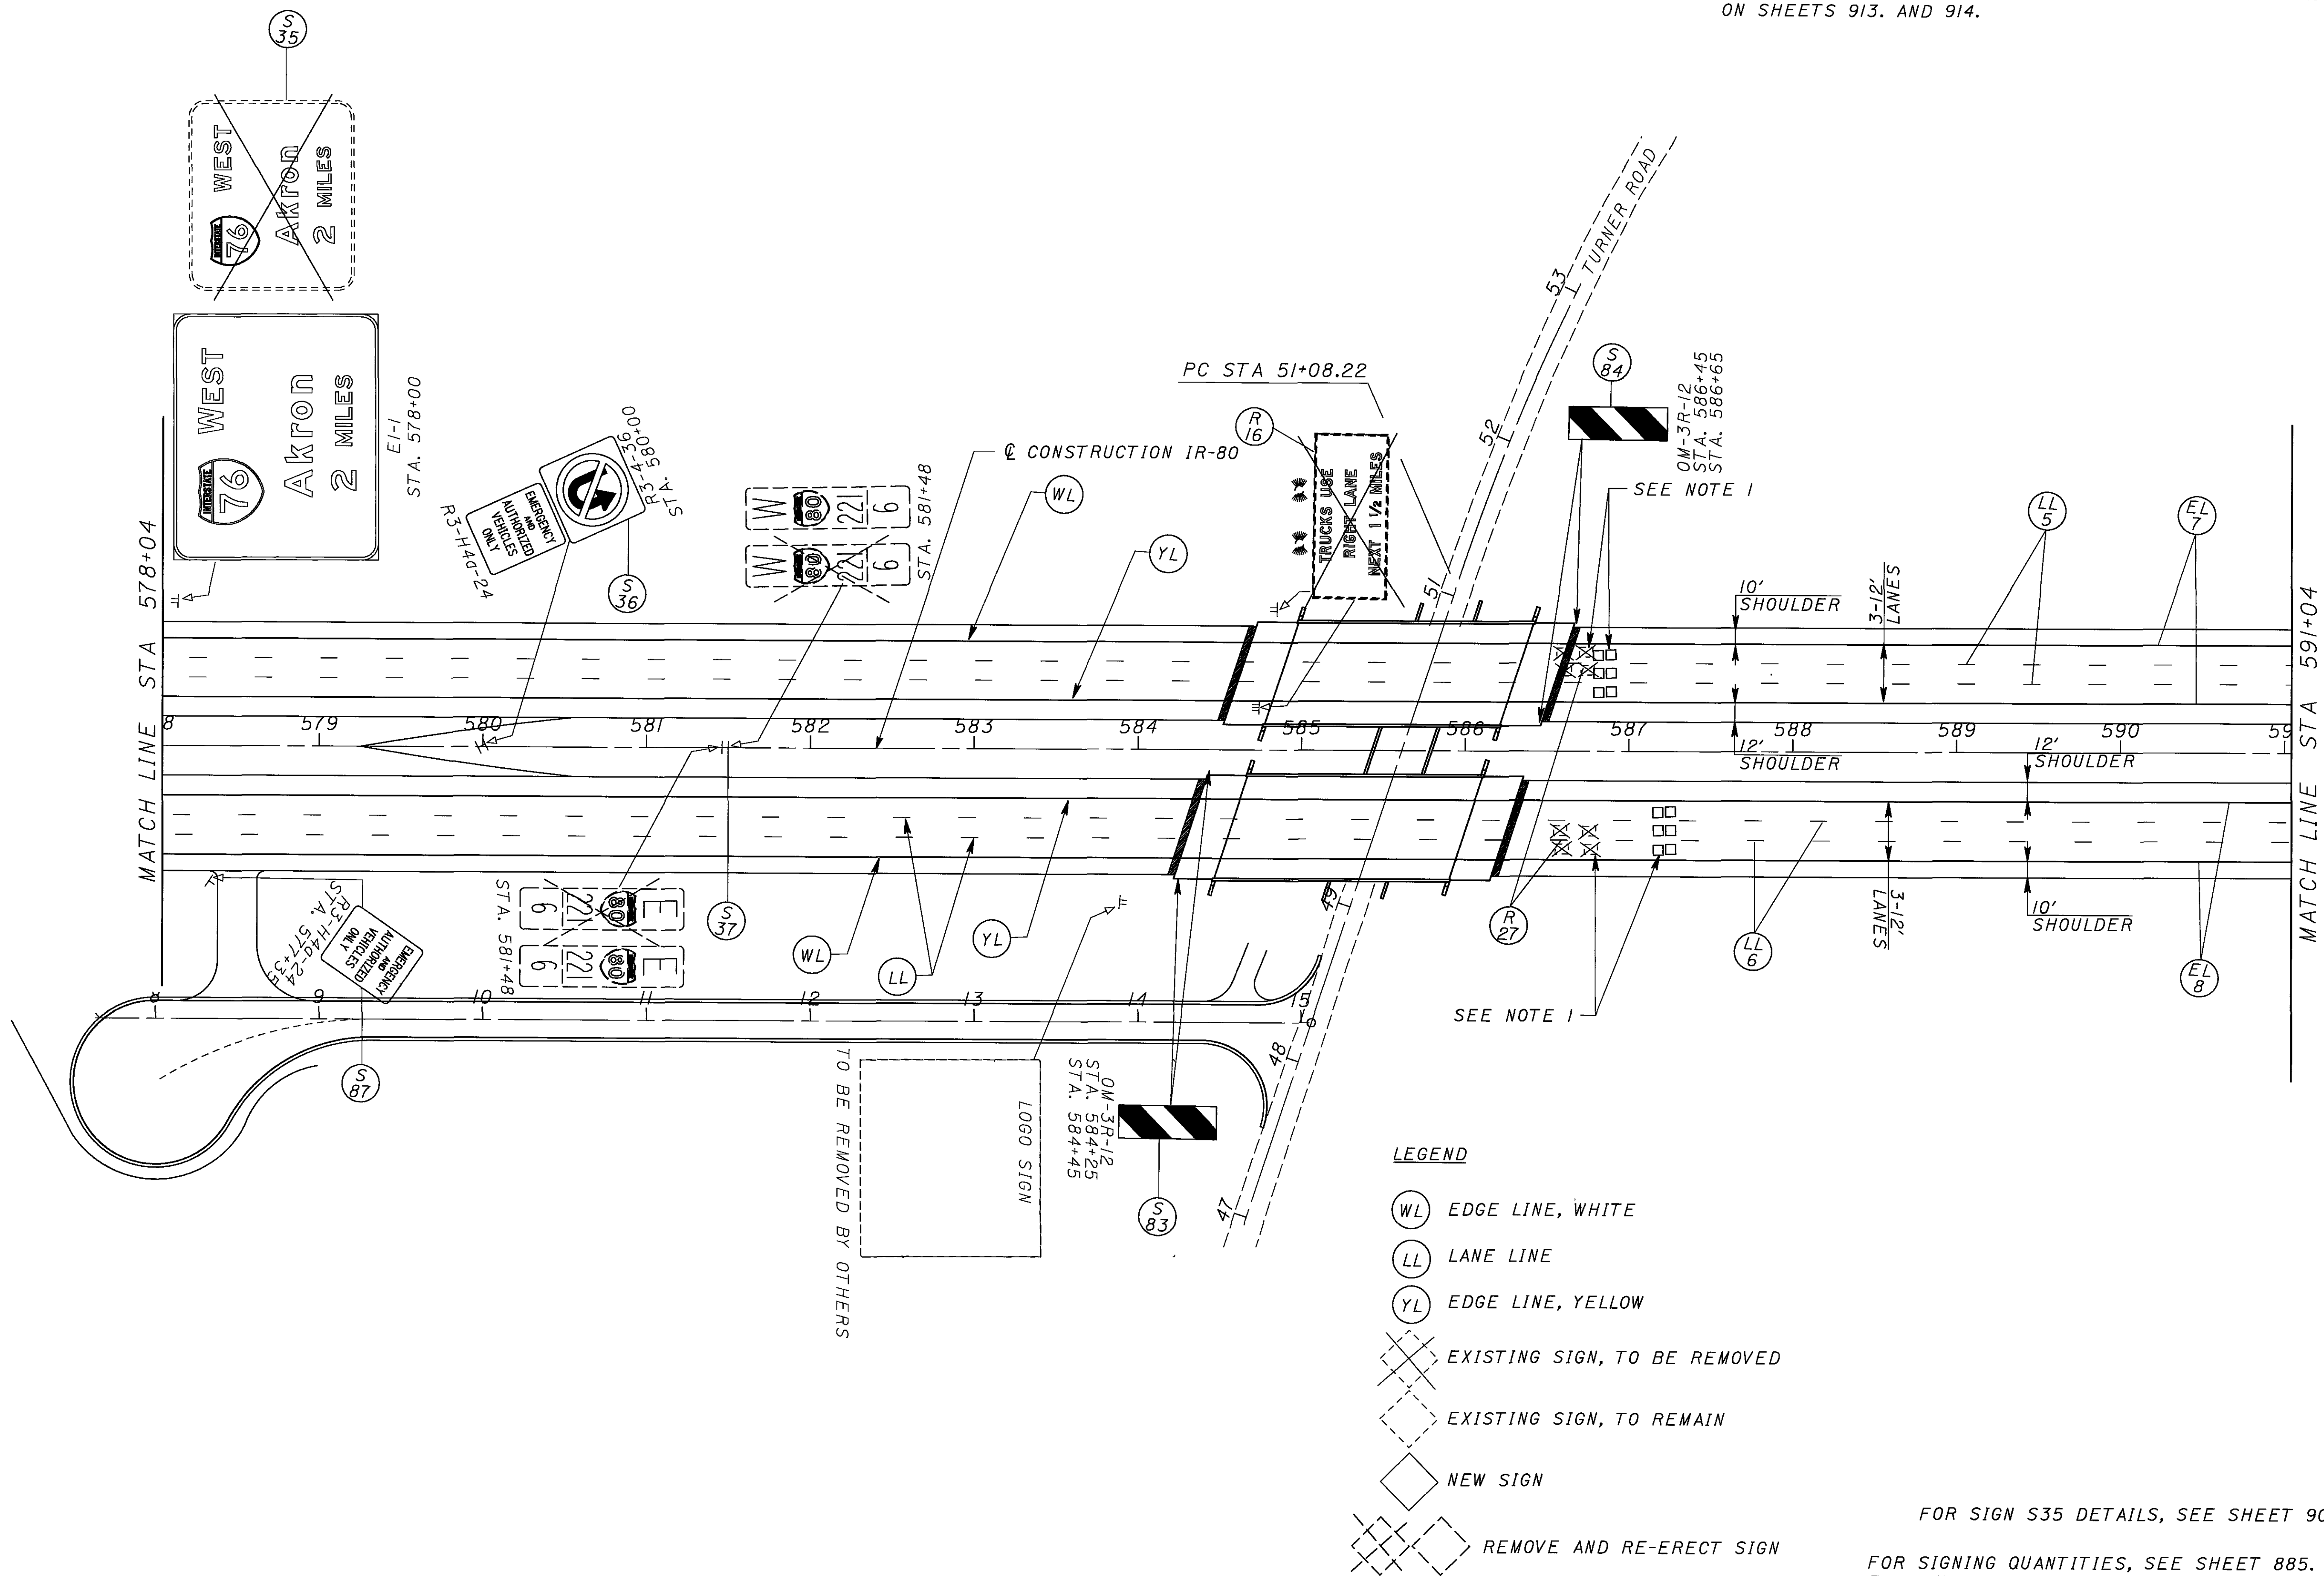 ON SHEETS 913. AND 914.
S
35
WEST
INTERSTATE
76
Akron
2 MILES
WEST
INTERSTATE
76
Akron
2 MILES
E1-1
STA. 578+00
R3-4-36
STA. 580+00
EMERGENCY
AND
AUTHORIZED
VEHICLES
ONLY
R3-H4a-24
S
36
W
80
221
6
W
80
221
6
STA. 581+48
℄ CONSTRUCTION IR-80
WL
YL
PC STA 51+08.22
R
16
TRUCKS USE
RIGHT LANE
NEXT 1 ½ MILES
TURNER ROAD
53
52
51
S
84
OM-3R-12
STA. 586+45
STA. 586+65
SEE NOTE 1
LL
5
EL
7
10'
SHOULDER
3-12'
LANES
MATCH LINE STA 578+04
MATCH LINE STA 591+04
8
579
580
581
582
583
584
585
586
587
588
589
590
59
12'
SHOULDER
12'
SHOULDER
3-12'
LANES
10'
SHOULDER
R
27
LL
6
EL
8
SEE NOTE 1
S
37
E
80
221
6
E
80
221
6
STA. 581+48
WL
LL
YL
EMERGENCY
AND
AUTHORIZED
VEHICLES
ONLY
R3-H4a-24
STA. 577+35
S
87
8
9
10
11
12
13
14
15
49
48
47
TO BE REMOVED BY OTHERS
LOGO SIGN
OM-3R-12
STA. 584+25
STA. 584+45
S
83
LEGEND
WL EDGE LINE, WHITE
LL LANE LINE
YL EDGE LINE, YELLOW
EXISTING SIGN, TO BE REMOVED
EXISTING SIGN, TO REMAIN
NEW SIGN
REMOVE AND RE-ERECT SIGN
FOR SIGN S35 DETAILS, SEE SHEET 90
FOR SIGNING QUANTITIES, SEE SHEET 885.